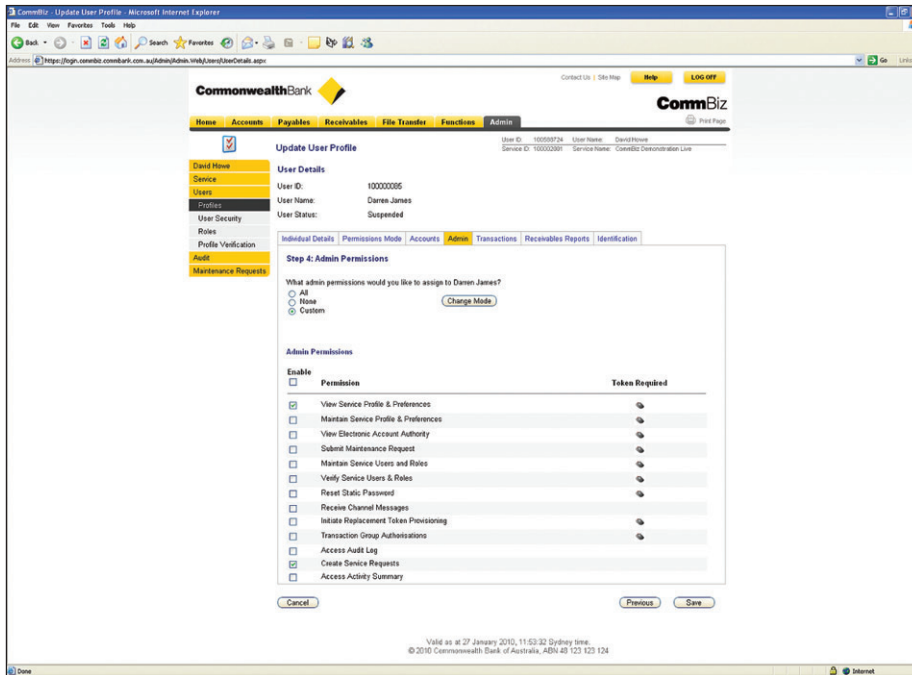 CommBiz - Update User Profile - Microsoft Internet Explorer
File Edit View Favorites Tools Help
Back Search Favorites
Address https://login.commbiz.commbank.com.au/Admin/Admin.Web/Users/UserDetails.aspx Go Links
Contact Us | Site Map Help LOG OFF
CommonwealthBank
CommBiz
Home Accounts Payables Receivables File Transfer Functions Admin Print Page
User ID: 100599724 User Name: David Howe
Update User Profile Service ID: 100002001 Service Name: CommBiz Demonstration Live
David Howe
Service
Users
Profiles
User Security
Roles
Profile Verification
Audit
Maintenance Requests
User Details
User ID: 100000085
User Name: Darren James
User Status: Suspended
Individual Details Permissions Mode Accounts Admin Transactions Receivables Reports Identification
Step 4: Admin Permissions
What admin permissions would you like to assign to Darren James?
All
None Change Mode
Custom
Admin Permissions
Enable
Permission Token Required
View Service Profile & Preferences
Maintain Service Profile & Preferences
View Electronic Account Authority
Submit Maintenance Request
Maintain Service Users and Roles
Verify Service Users & Roles
Reset Static Password
Receive Channel Messages
Initiate Replacement Token Provisioning
Transaction Group Authorisations
Access Audit Log
Create Service Requests
Access Activity Summary
Cancel Previous Save
Valid as at 27 January 2010, 11:53:32 Sydney time.
© 2010 Commonwealth Bank of Australia, ABN 48 123 123 124
Done Internet